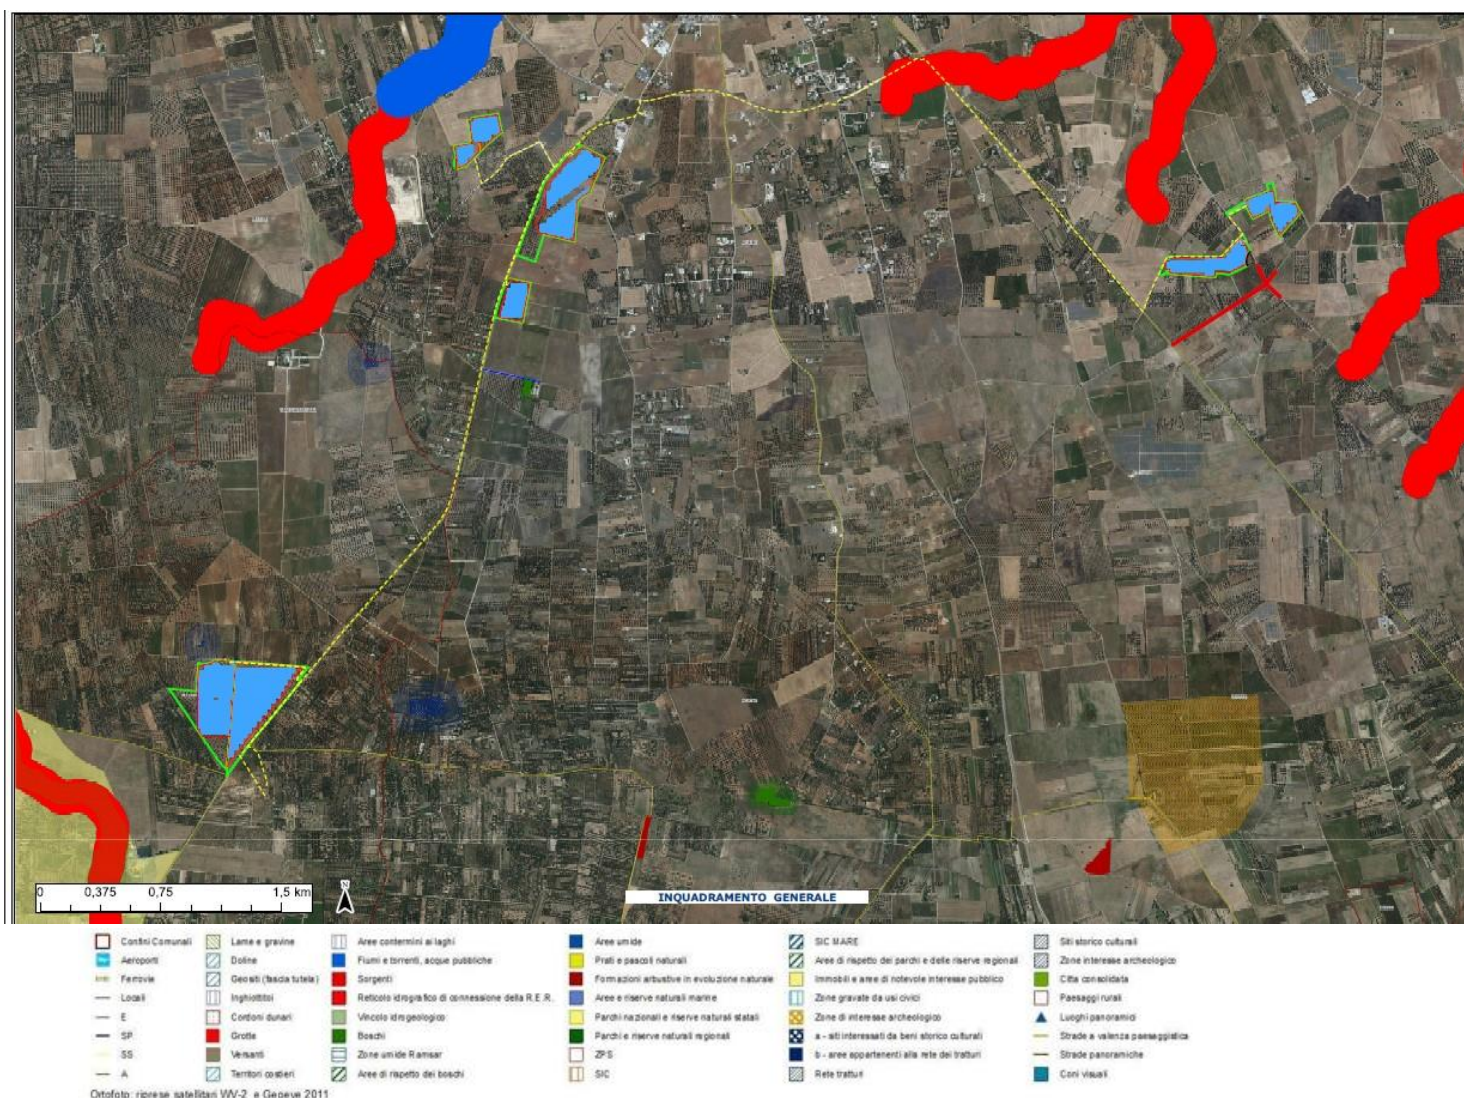 0 0,375 0,75 1,5 km
N
INQUADRAMENTO GENERALE
Confini Comunali
Aeroporti
Ferrovie
Locali
E
SP
SS
A
Lame e gravine
Doline
Geositi (fascia tutela)
Inghiottitoi
Cordoni dunari
Grotte
Versanti
Territori costieri
Aree contermini ai laghi
Fiumi e torrenti, acque pubbliche
Sorgenti
Reticolo idrografico di connessione della R.E.R.
Vincolo idrogeologico
Boschi
Zone umide Ramsar
Aree di rispetto dei boschi
Aree umide
Prati e pascoli naturali
Formazioni arbustive in evoluzione naturale
Aree e riserve naturali marine
Parchi nazionali e riserve naturali statali
Parchi e riserve naturali regionali
ZPS
SIC
SIC MARE
Aree di rispetto dei parchi e delle riserve regionali
Immobili e aree di notevole interesse pubblico
Zone gravate da usi civici
Zone di interesse archeologico
a - siti interessati da beni storico culturali
b - aree appartenenti alla rete dei tratturi
Rete tratturi
Siti storico culturali
Zone interesse archeologico
Citta consolidata
Paesaggi rurali
Luoghi panoramici
Strade a valenza paesaggistica
Strade panoramiche
Coni visuali
Ortofoto: riprese satellitari WV-2 e Geoeye 2011